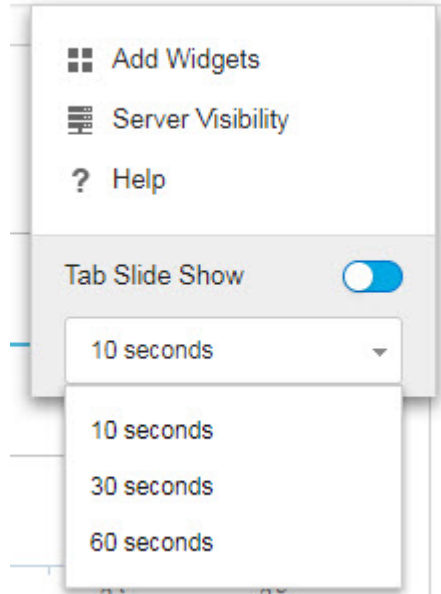 Add Widgets
Server Visibility
? Help
Tab Slide Show
10 seconds
10 seconds
30 seconds
60 seconds